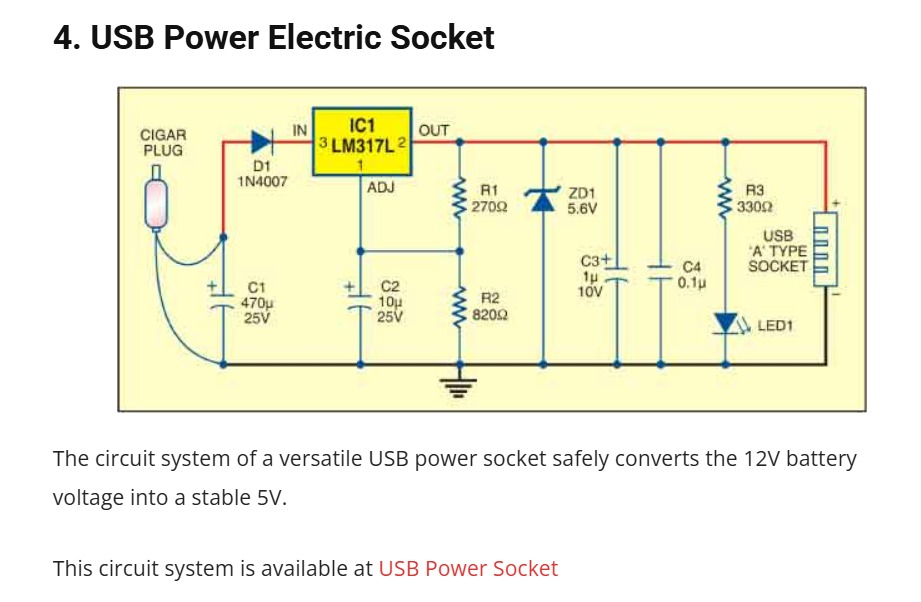 4. USB Power Electric Socket
CIGAR
PLUG
D1
1N4007
IN
3
IC1
LM317L
2
1
OUT
ADJ
R1
270Ω
ZD1
5.6V
R3
330Ω
+
USB
'A' TYPE
SOCKET
−
+
C1
470µ
25V
+
C2
10µ
25V
R2
820Ω
C3+
1µ
10V
C4
0.1µ
LED1
The circuit system of a versatile USB power socket safely converts the 12V battery
voltage into a stable 5V.
This circuit system is available at USB Power Socket